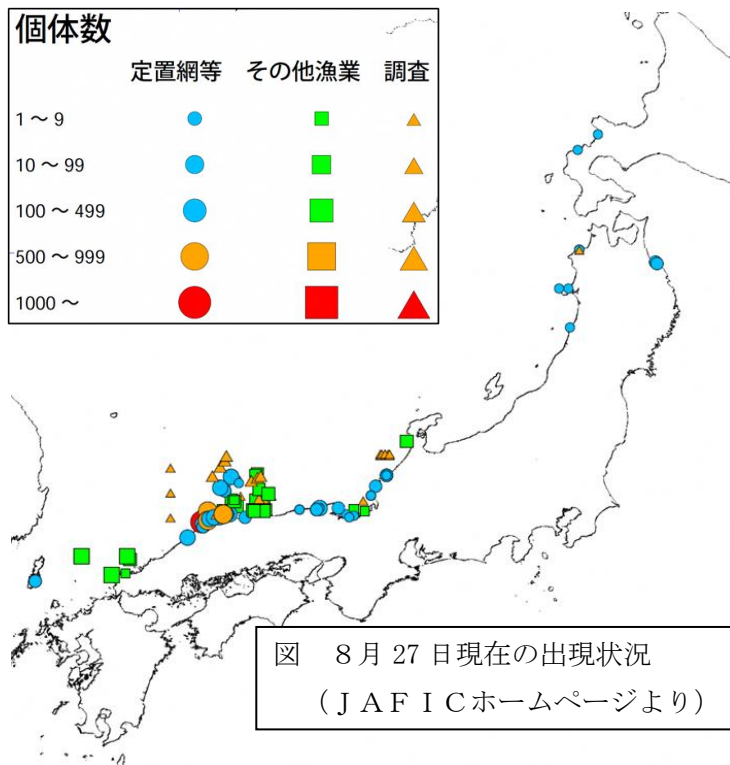 個体数
定置網等 その他漁業 調査
1～9
10～99
100～499
500～999
1000～
図 8月27日現在の出現状況
（ＪＡＦＩＣホームページより）